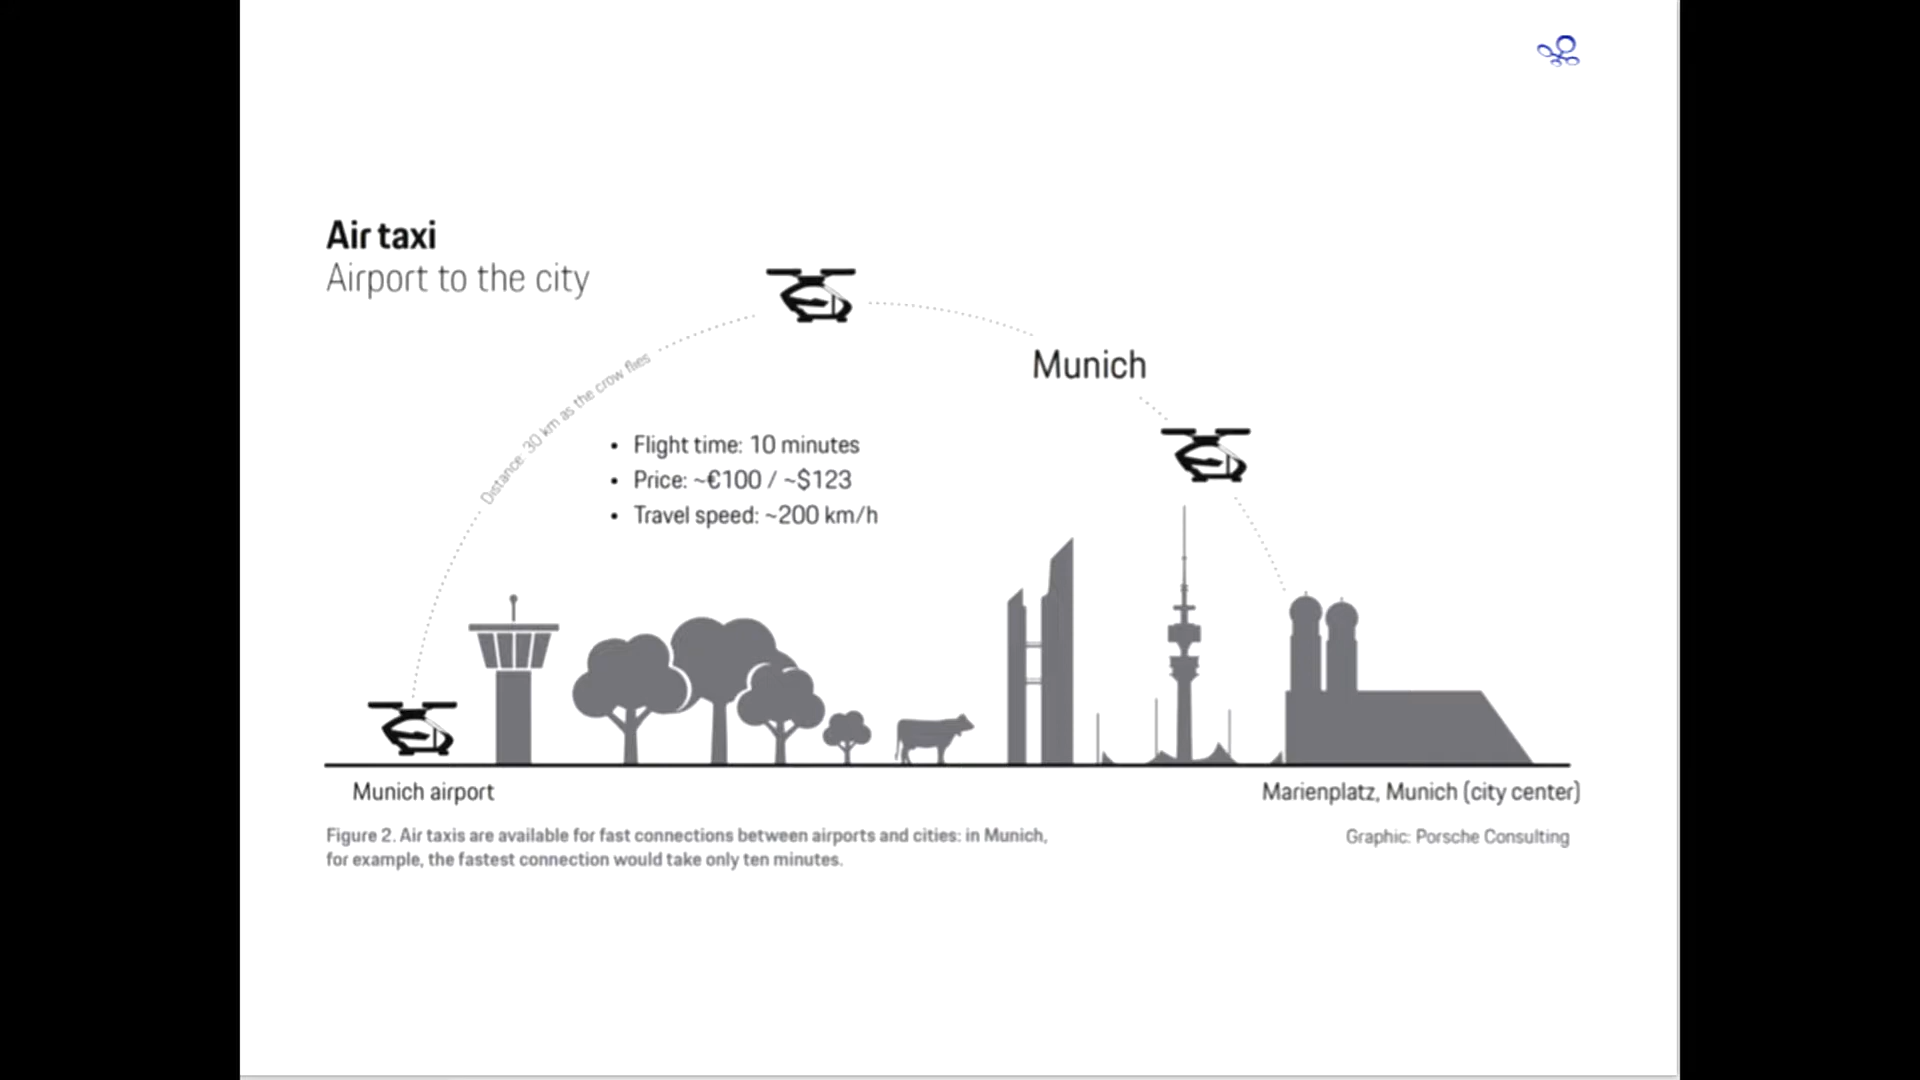 Air taxi
Airport to the city
Distance: 30 km as the crow flies
Munich
• Flight time: 10 minutes
• Price: ~€100 / ~$123
• Travel speed: ~200 km/h
Munich airport
Marienplatz, Munich (city center)
Figure 2. Air taxis are available for fast connections between airports and cities: in Munich,
for example, the fastest connection would take only ten minutes.
Graphic: Porsche Consulting